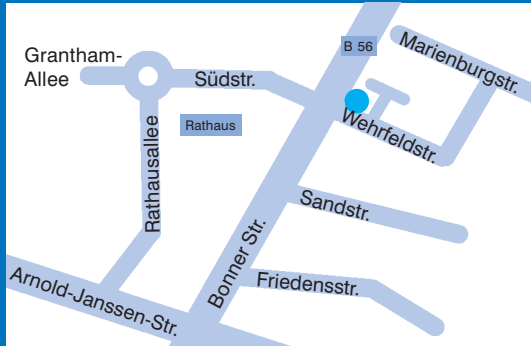 Grantham-
Allee
Südstr.
B 56
Marienburgstr.
Wehrfeldstr.
Rathaus
Rathausallee
Sandstr.
Bonner Str.
Friedensstr.
Arnold-Janssen-Str.